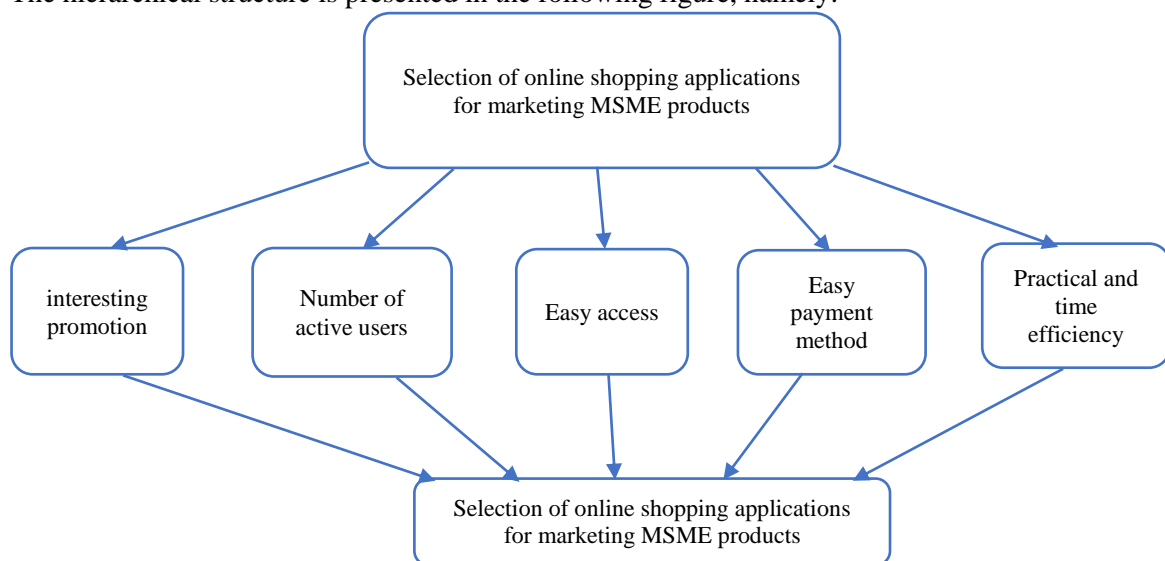 The hierarchical structure is presented in the following figure, namely:
Selection of online shopping applications
for marketing MSME products
interesting
promotion
Number of
active users
Easy access
Easy
payment
method
Practical and
time
efficiency
Selection of online shopping applications
for marketing MSME products